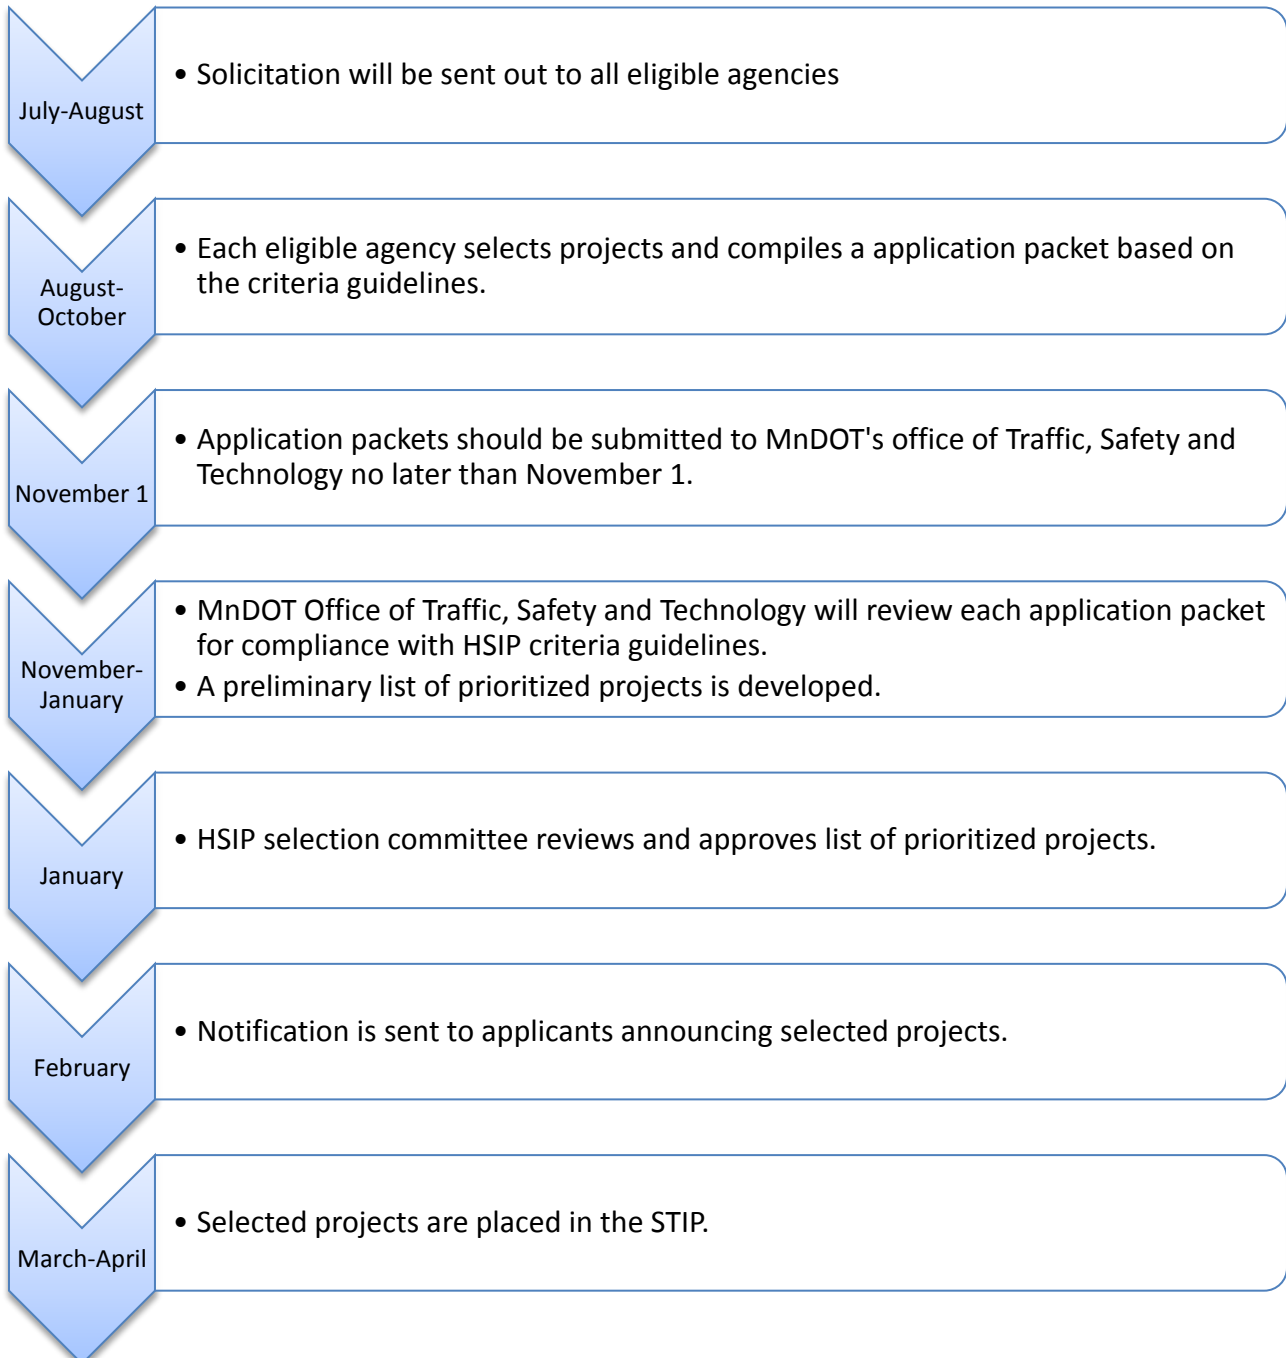 July-August
• Solicitation will be sent out to all eligible agencies
August-
October
• Each eligible agency selects projects and compiles a application packet based on
the criteria guidelines.
November 1
• Application packets should be submitted to MnDOT's office of Traffic, Safety and
Technology no later than November 1.
November-
January
• MnDOT Office of Traffic, Safety and Technology will review each application packet
for compliance with HSIP criteria guidelines.
• A preliminary list of prioritized projects is developed.
January
• HSIP selection committee reviews and approves list of prioritized projects.
February
• Notification is sent to applicants announcing selected projects.
March-April
• Selected projects are placed in the STIP.